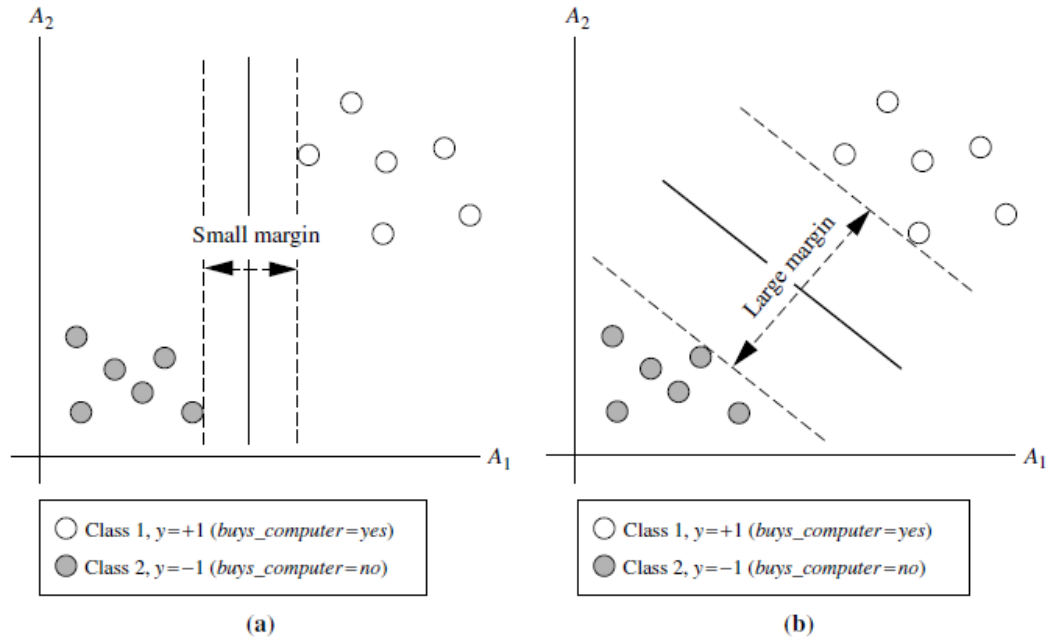 A2
Small margin
A1
Class 1, y=+1 (buys_computer=yes)
Class 2, y=−1 (buys_computer=no)
(a)
A2
Large margin
A1
Class 1, y=+1 (buys_computer=yes)
Class 2, y=−1 (buys_computer=no)
(b)